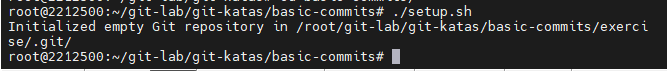 root@2212500:~/git-lab/git-katas/basic-commits# ./setup.sh
Initialized empty Git repository in /root/git-lab/git-katas/basic-commits/exerci
se/.git/
root@2212500:~/git-lab/git-katas/basic-commits#